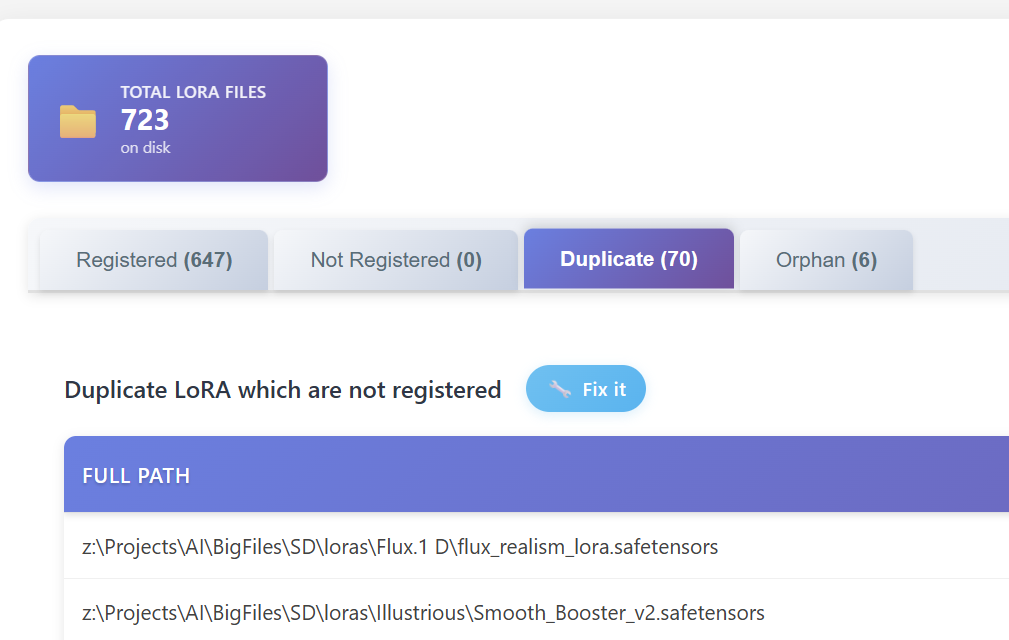 TOTAL LORA FILES
723
on disk
Registered (647) Not Registered (0) Duplicate (70) Orphan (6)
Duplicate LoRA which are not registered Fix it
FULL PATH
z:\Projects\AI\BigFiles\SD\loras\Flux.1 D\flux_realism_lora.safetensors
z:\Projects\AI\BigFiles\SD\loras\Illustrious\Smooth_Booster_v2.safetensors